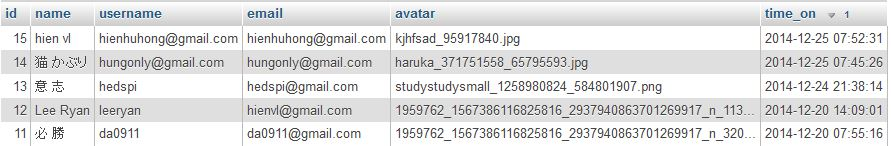 id name username email avatar time_on 1
15 hien vl hienhuhong@gmail.com hienhuhong@gmail.com kjhfsad_95917840.jpg 2014-12-25 07:52:31
14 猫 かぶり hungonly@gmail.com hungonly@gmail.com haruka_371751558_65795593.jpg 2014-12-25 07:45:26
13 意 志 hedspi hedspi@gmail.com studystudysmall_1258980824_584801907.png 2014-12-24 21:38:14
12 Lee Ryan leeryan hienvl@gmail.com 1959762_1567386116825816_2937940863701269917_n_113... 2014-12-20 14:09:01
11 必 勝 da0911 da0911@gmail.com 1959762_1567386116825816_2937940863701269917_n_320... 2014-12-20 07:55:16